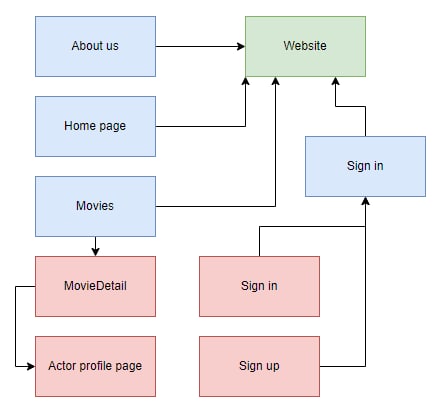 About us
Website
Home page
Sign in
Movies
MovieDetail
Sign in
Actor profile page
Sign up